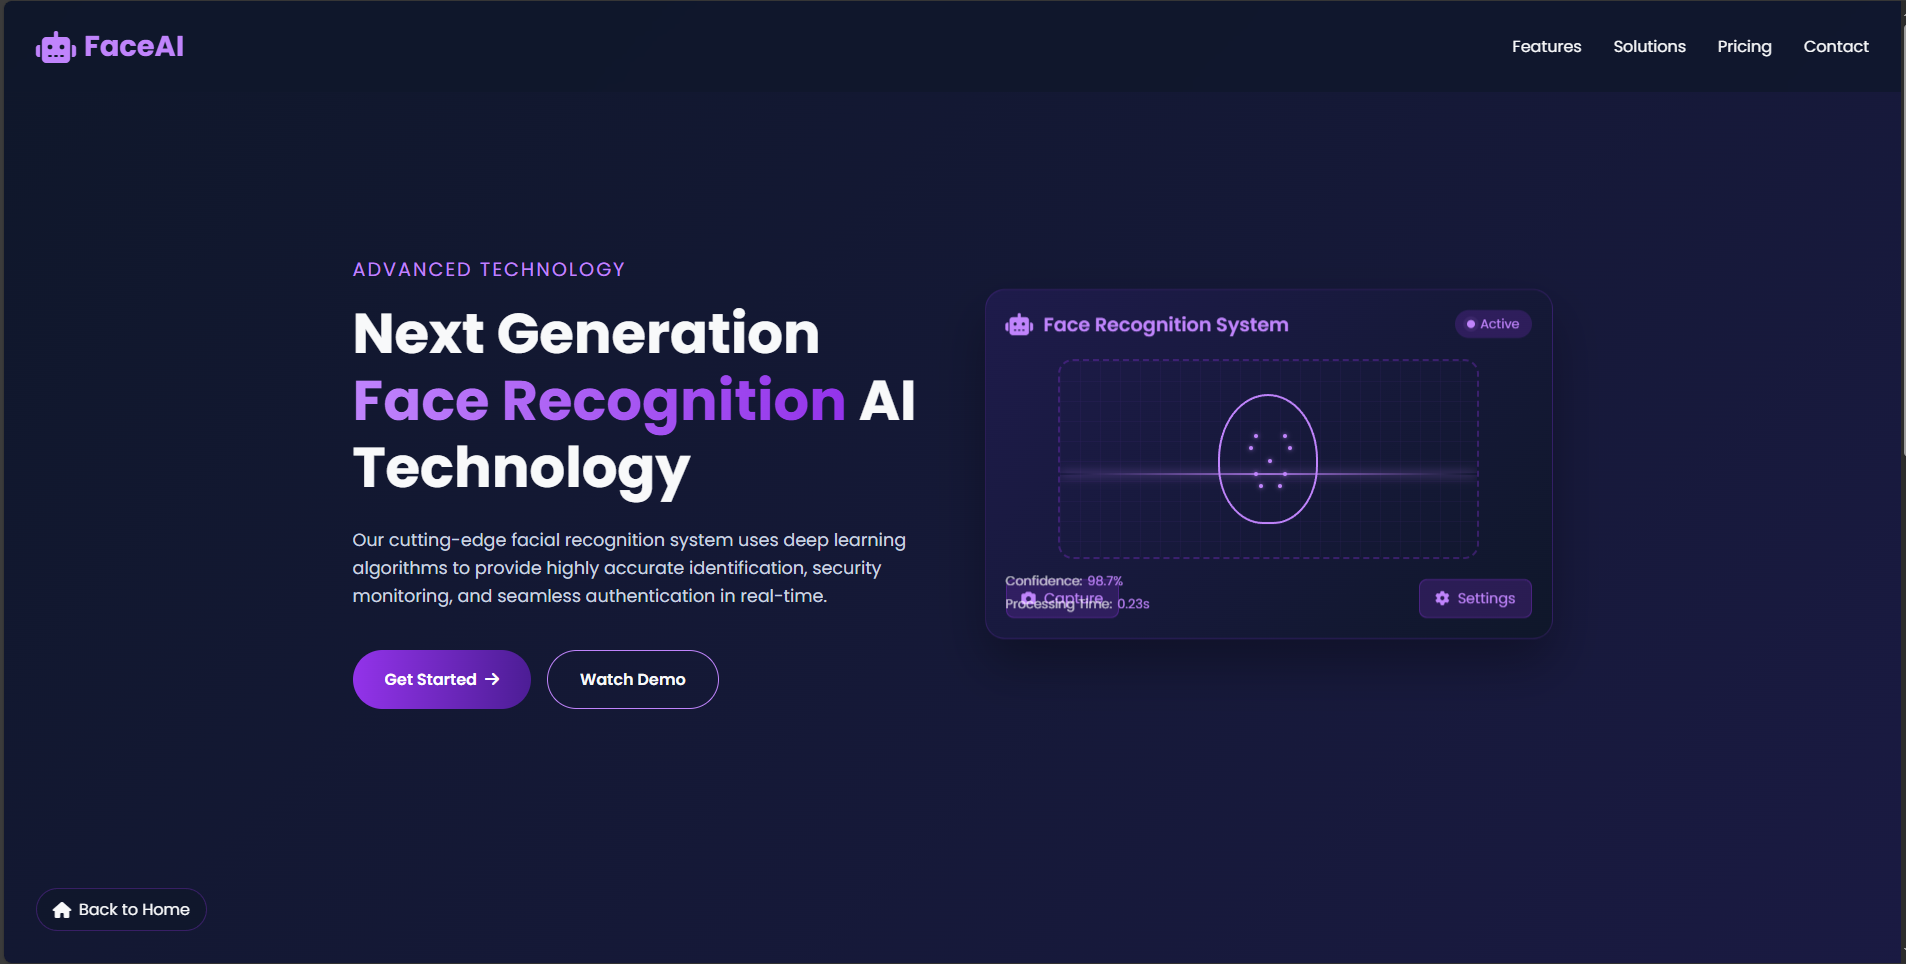 FaceAI
Features
Solutions
Pricing
Contact
ADVANCED TECHNOLOGY
Next Generation
Face Recognition AI
Technology
Our cutting-edge facial recognition system uses deep learning
algorithms to provide highly accurate identification, security
monitoring, and seamless authentication in real-time.
Get Started
Watch Demo
Face Recognition System
Active
Confidence: 98.7%
Capture
Processing Time: 0.23s
Settings
Back to Home